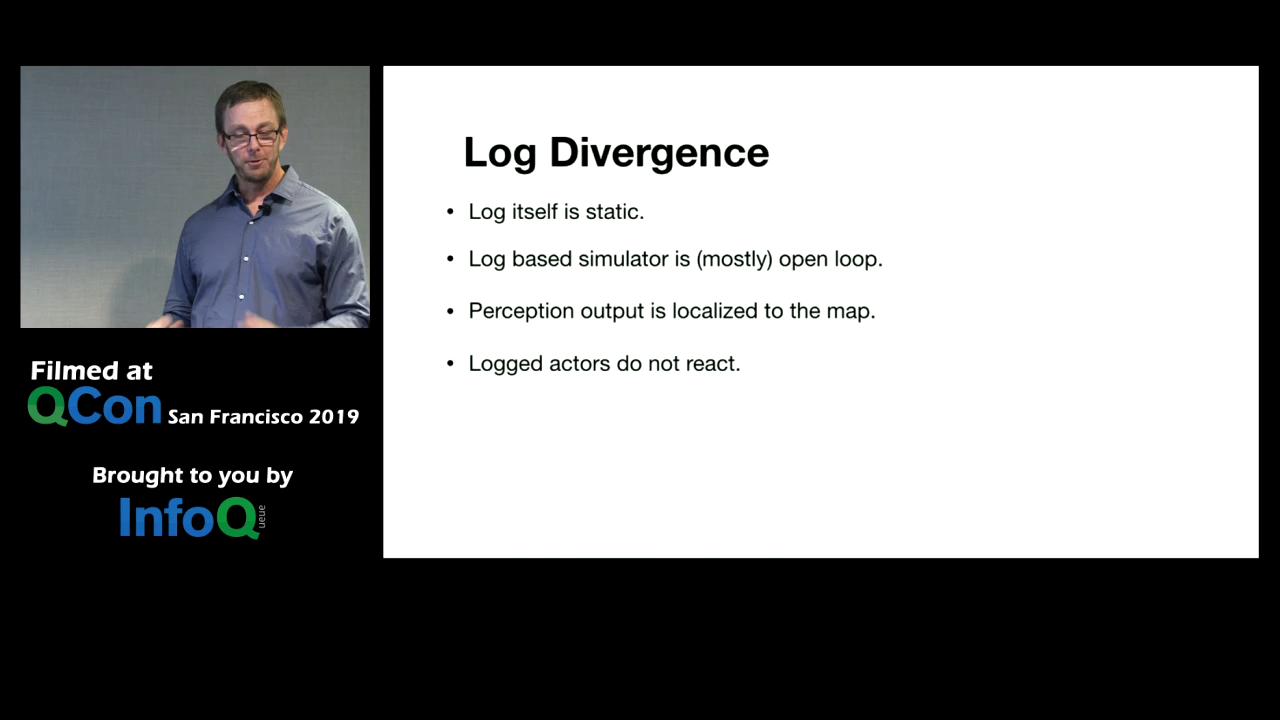 Log Divergence
• Log itself is static.
• Log based simulator is (mostly) open loop.
• Perception output is localized to the map.
• Logged actors do not react.
Filmed at
QCon San Francisco 2019
Brought to you by
InfoQ
ueue